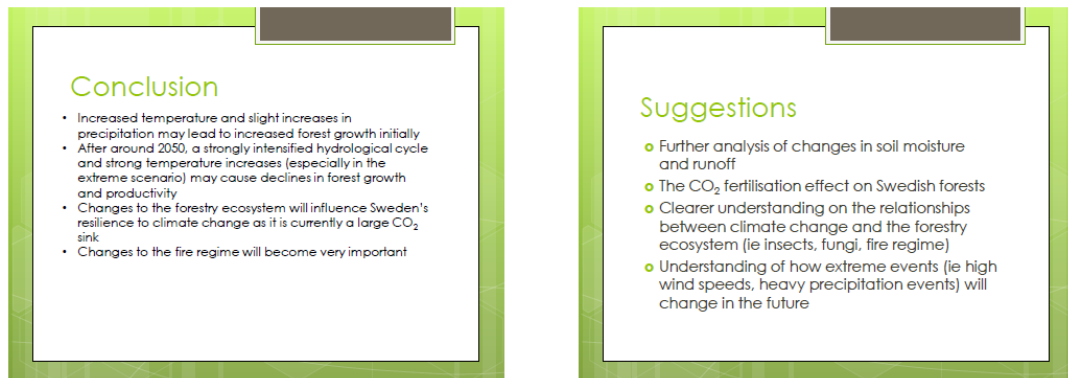 Conclusion
• Increased temperature and slight increases in
precipitation may lead to increased forest growth initially
• After around 2050, a strongly intensified hydrological cycle
and strong temperature increases (especially in the
extreme scenario) may cause declines in forest growth
and productivity
• Changes to the forestry ecosystem will influence Sweden's
resilience to climate change as it is currently a large CO₂
sink
• Changes to the fire regime will become very important
Suggestions
Further analysis of changes in soil moisture
and runoff
The CO₂ fertilisation effect on Swedish forests
Clearer understanding on the relationships
between climate change and the forestry
ecosystem (ie insects, fungi, fire regime)
Understanding of how extreme events (ie high
wind speeds, heavy precipitation events) will
change in the future